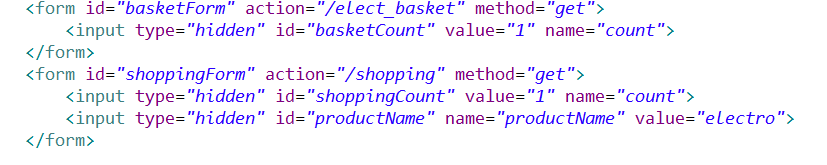 <form id="basketForm" action="/elect_basket" method="get">
<input type="hidden" id="basketCount" value="1" name="count">
</form>
<form id="shoppingForm" action="/shopping" method="get">
<input type="hidden" id="shoppingCount" value="1" name="count">
<input type="hidden" id="productName" name="productName" value="electro">
</form>